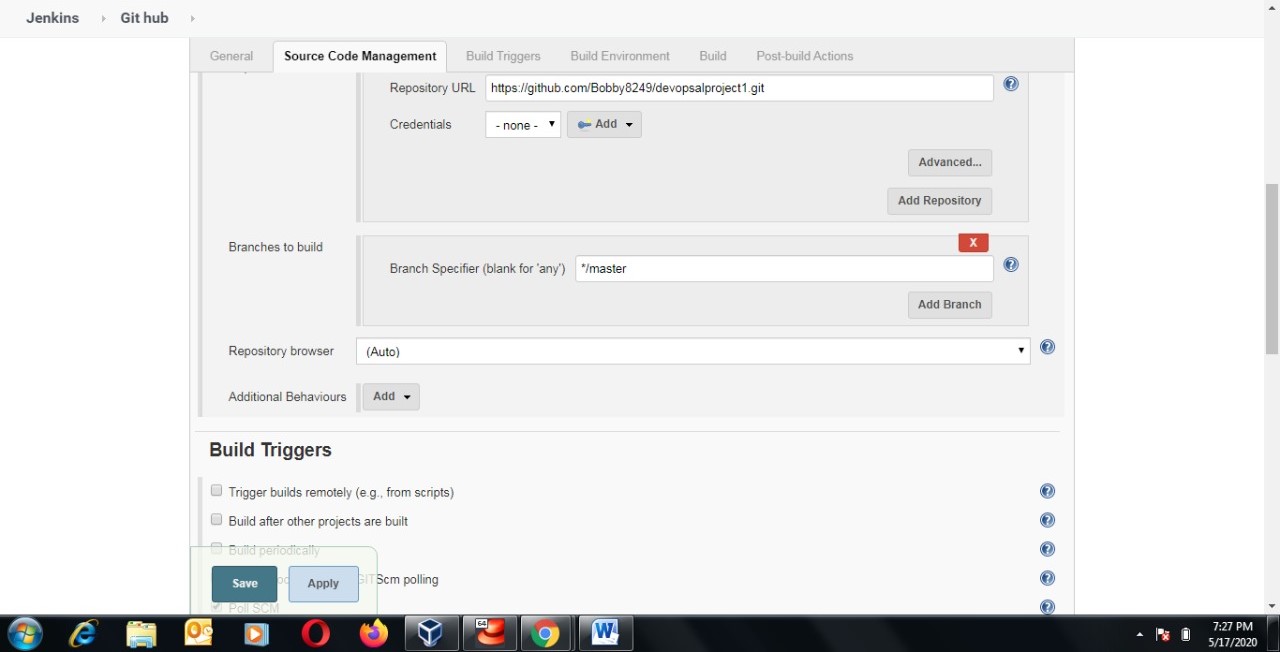 Jenkins Git hub
General Source Code Management Build Triggers Build Environment Build Post-build Actions
Repository URL https://github.com/Bobby8249/devopsalproject1.git
Credentials - none - Add
Advanced...
Add Repository
Branches to build
X
Branch Specifier (blank for 'any') */master
Add Branch
Repository browser (Auto)
Additional Behaviours Add
Build Triggers
Trigger builds remotely (e.g., from scripts)
Build after other projects are built
Build periodically
Save Apply GITScm polling
Poll SCM
64
7:27 PM
5/17/2020